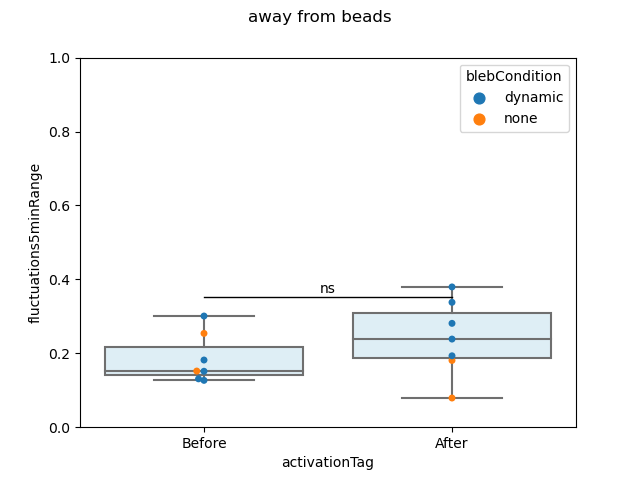 away from beads
1.0
0.8
0.6
0.4
0.2
0.0
fluctuations5minRange
blebCondition
dynamic
none
ns
Before
After
activationTag